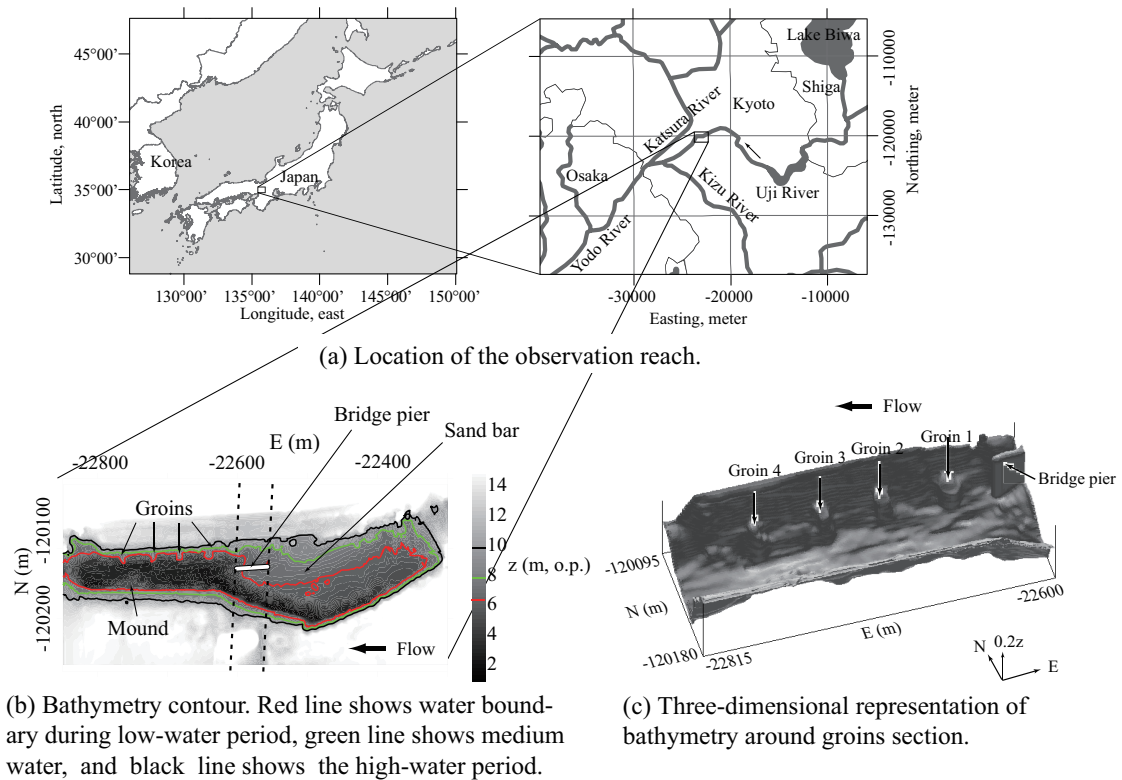 45°00’
40°00’
35°00’
30°00’
Latitude, north
Korea
Japan
130°00’ 135°00’ 140°00’ 145°00’ 150°00’
Longitude, east
Lake Biwa
Shiga
Kyoto
Katsura River
Osaka
Uji River
Kizu River
Yodo River
-110000
-120000
-130000
Northing, meter
-30000 -20000 -10000
Easting, meter
(a) Location of the observation reach.
Bridge pier
Sand bar
E (m)
-22800 -22600 -22400
Groins
-120100
-120200
N (m)
Mound
Flow
14
12
10
8
6
4
2
z (m, o.p.)
(b) Bathymetry contour. Red line shows water bound-
ary during low-water period, green line shows medium
water, and black line shows the high-water period.
Flow
Groin 1
Groin 2
Groin 3
Groin 4
Bridge pier
-120095
N (m)
-120180
-22815
E (m)
-22600
N 0.2z
E
(c) Three-dimensional representation of
bathymetry around groins section.